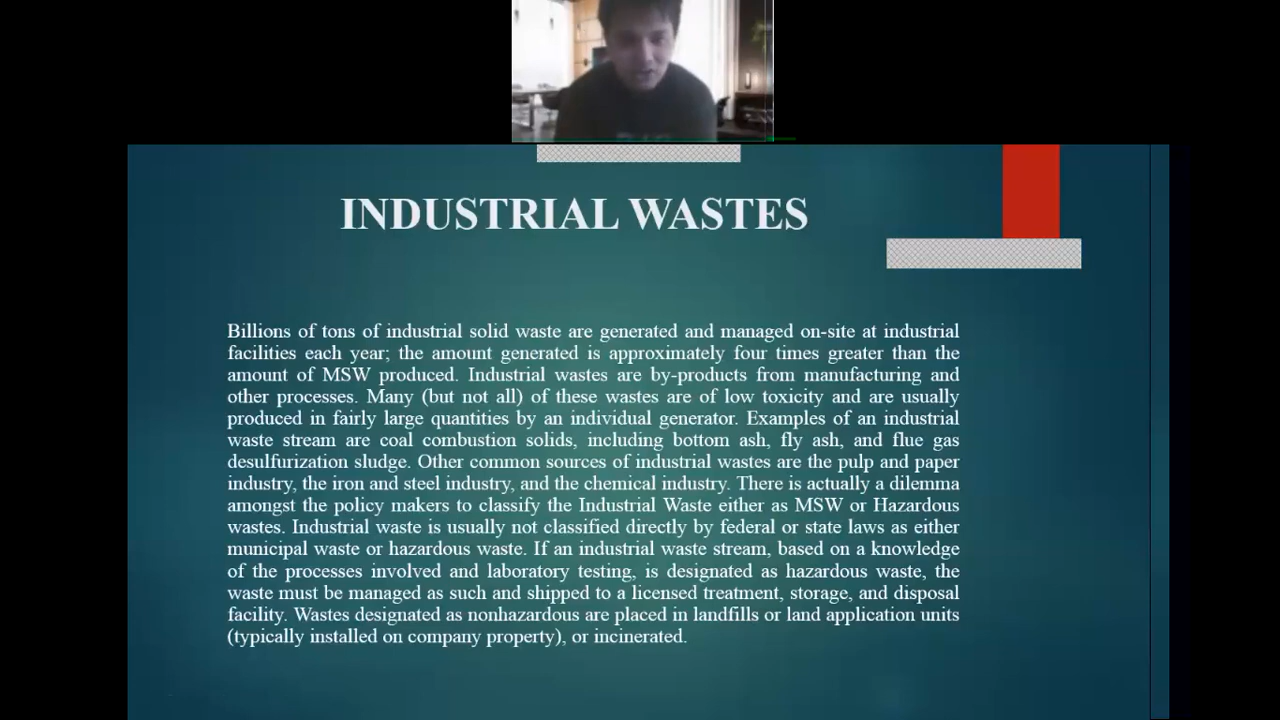 INDUSTRIAL WASTES
Billions of tons of industrial solid waste are generated and managed on-site at industrial
facilities each year; the amount generated is approximately four times greater than the
amount of MSW produced. Industrial wastes are by-products from manufacturing and
other processes. Many (but not all) of these wastes are of low toxicity and are usually
produced in fairly large quantities by an individual generator. Examples of an industrial
waste stream are coal combustion solids, including bottom ash, fly ash, and flue gas
desulfurization sludge. Other common sources of industrial wastes are the pulp and paper
industry, the iron and steel industry, and the chemical industry. There is actually a dilemma
amongst the policy makers to classify the Industrial Waste either as MSW or Hazardous
wastes. Industrial waste is usually not classified directly by federal or state laws as either
municipal waste or hazardous waste. If an industrial waste stream, based on a knowledge
of the processes involved and laboratory testing, is designated as hazardous waste, the
waste must be managed as such and shipped to a licensed treatment, storage, and disposal
facility. Wastes designated as nonhazardous are placed in landfills or land application units
(typically installed on company property), or incinerated.